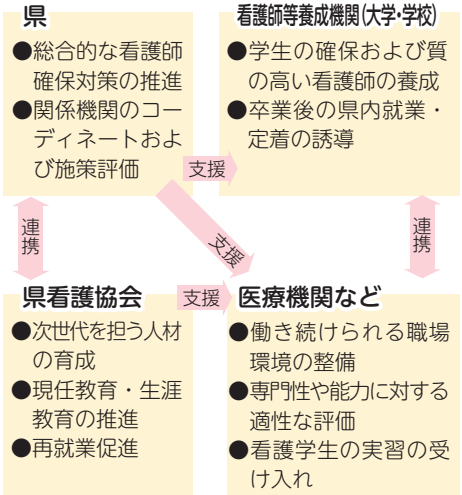 県
●総合的な看護師
確保対策の推進
●関係機関のコー
ディネートおよ
び施策評価
看護師等養成機関(大学・学校)
●学生の確保および質
の高い看護師の養成
●卒業後の県内就業・
定着の誘導
支援
支援
連携
連携
県看護協会
●次世代を担う人材
の育成
●現任教育・生涯
教育の推進
●再就業促進
支援
医療機関など
●働き続けられる職場
環境の整備
●専門性や能力に対する
適性な評価
●看護学生の実習の受
け入れ